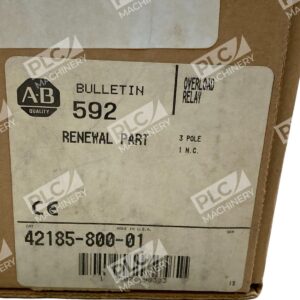 AB
QUALITY
BULLETIN
592
OVERLOAD
RELAY
RENEWAL PART
3 POLE
1 N.C.
CE
CAT
MADE IN U.S.A.
42185-800-01
PLC
MACHINERY